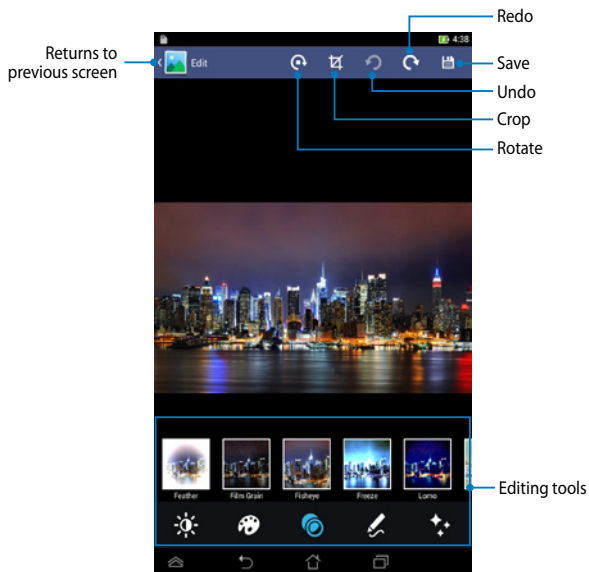 Redo
4:38
Returns to
previous screen
Edit
Save
Undo
Crop
Rotate
Feather
Film Grain
Fisheye
Freeze
Lomo
Editing tools